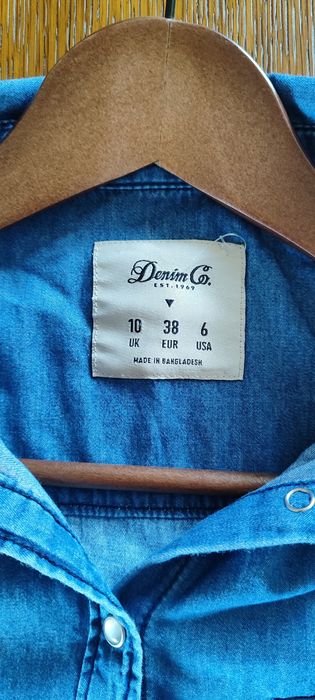 Denim Co.
EST. 1969
10 38 6
UK EUR USA
MADE IN BANGLADESH